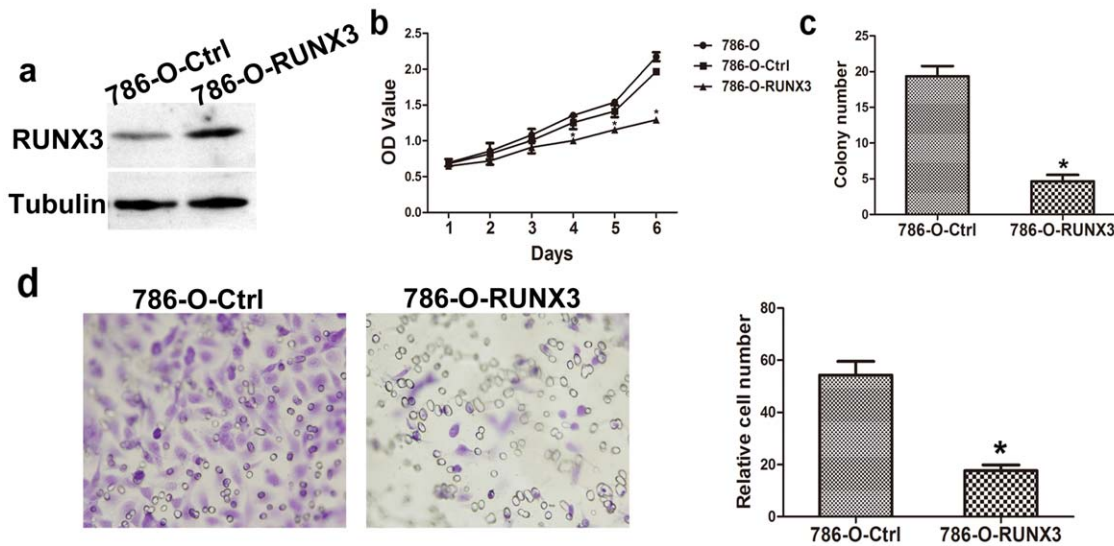 a
786-O-Ctrl
786-O-RUNX3
RUNX3
Tubulin
b
OD Value
2.5
2.0
1.5
1.0
0.5
0.0
1 2 3 4 5 6
Days
* * *
786-O
786-O-Ctrl
786-O-RUNX3
c
Colony number
25
20
15
10
5
0
*
786-O-Ctrl 786-O-RUNX3
d
786-O-Ctrl 786-O-RUNX3
Relative cell number
80
60
40
20
0
*
786-O-Ctrl 786-O-RUNX3